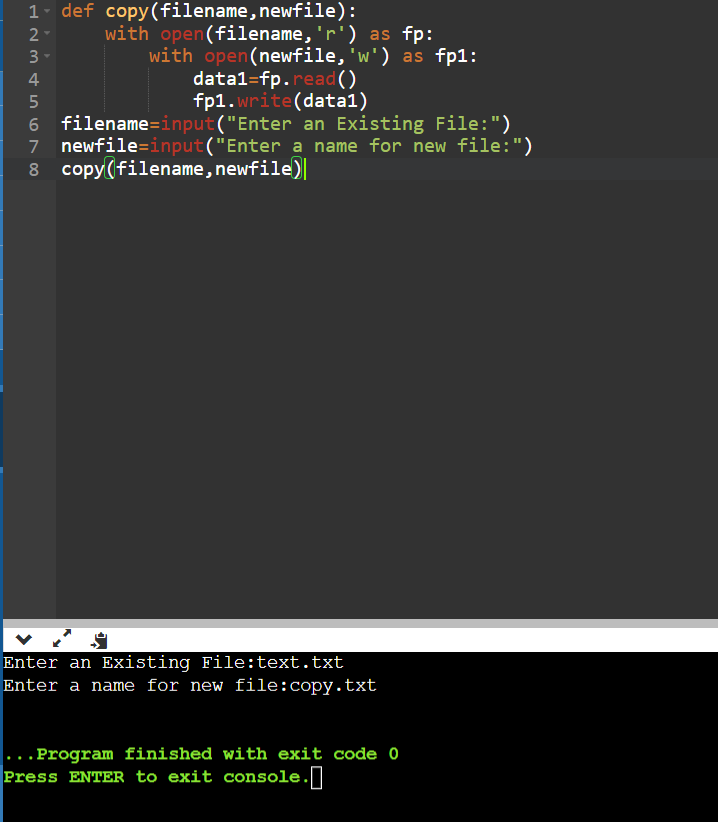 1 def copy(filename,newfile):
2     with open(filename,'r') as fp:
3         with open(newfile,'w') as fp1:
4             data1=fp.read()
5             fp1.write(data1)
6 filename=input("Enter an Existing File:")
7 newfile=input("Enter a name for new file:")
8 copy(filename,newfile)
Enter an Existing File:text.txt
Enter a name for new file:copy.txt
...Program finished with exit code 0
Press ENTER to exit console.